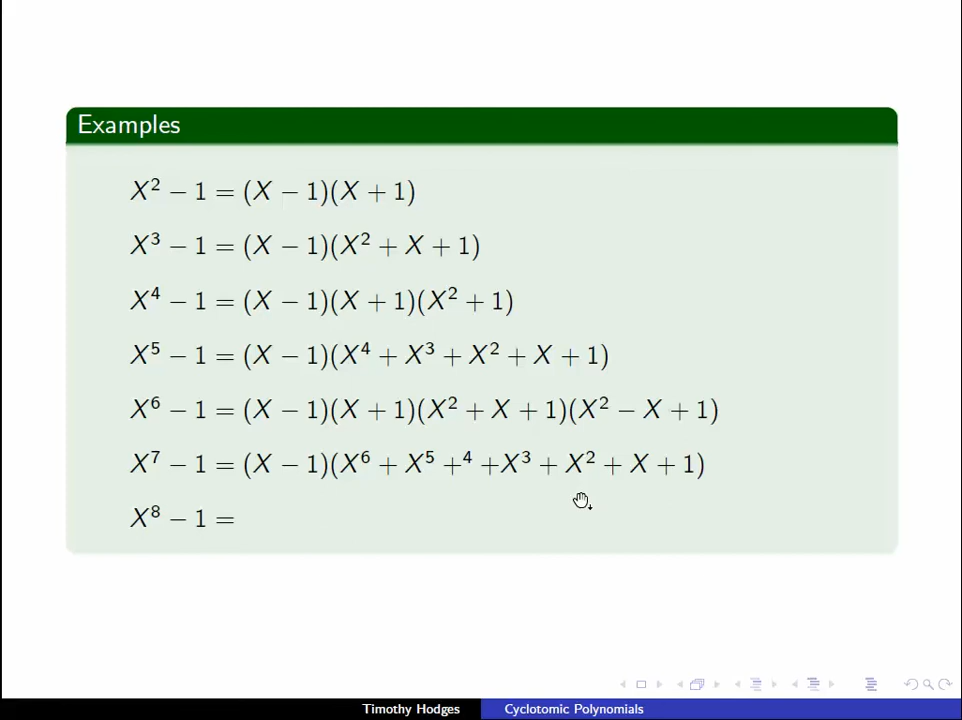 Examples
X² − 1 = (X − 1)(X + 1)
X³ − 1 = (X − 1)(X² + X + 1)
X⁴ − 1 = (X − 1)(X + 1)(X² + 1)
X⁵ − 1 = (X − 1)(X⁴ + X³ + X² + X + 1)
X⁶ − 1 = (X − 1)(X + 1)(X² + X + 1)(X² − X + 1)
X⁷ − 1 = (X − 1)(X⁶ + X⁵ +⁴ +X³ + X² + X + 1)
X⁸ − 1 =
Timothy Hodges Cyclotomic Polynomials